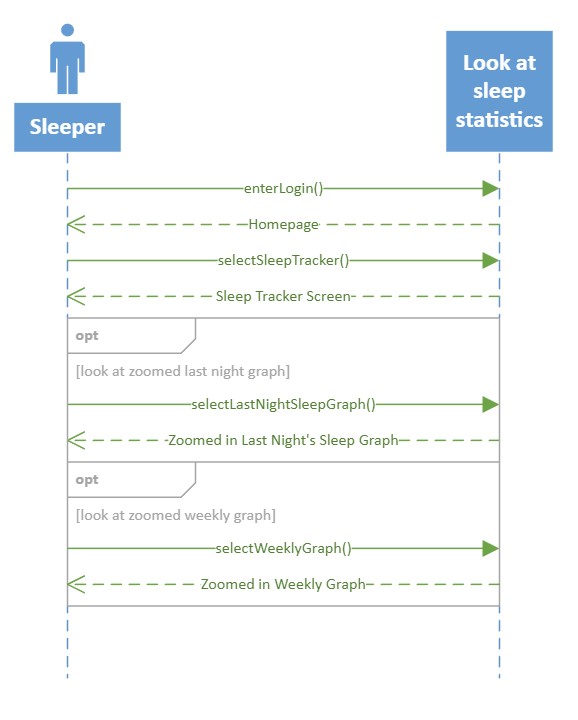 Sleeper
Look at
sleep
statistics
enterLogin()
Homepage
selectSleepTracker()
Sleep Tracker Screen
opt
[look at zoomed last night graph]
selectLastNightSleepGraph()
Zoomed in Last Night's Sleep Graph
opt
[look at zoomed weekly graph]
selectWeeklyGraph()
Zoomed in Weekly Graph